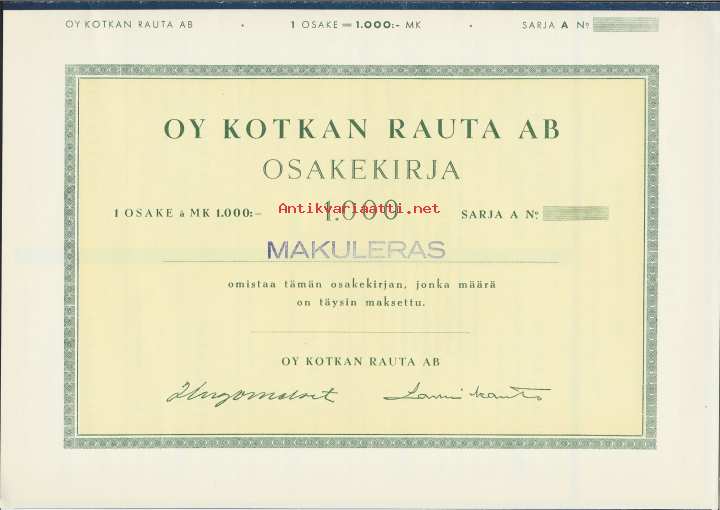 OY KOTKAN RAUTA AB • 1 OSAKE = 1.000:- MK • SARJA A No
OY KOTKAN RAUTA AB
OSAKEKIRJA
Antikvariaatti.net
1 OSAKE à MK 1.000:– 1.000 SARJA A No.
MAKULERAS
omistaa tämän osakekirjan, jonka määrä
on täysin maksettu.
OY KOTKAN RAUTA AB